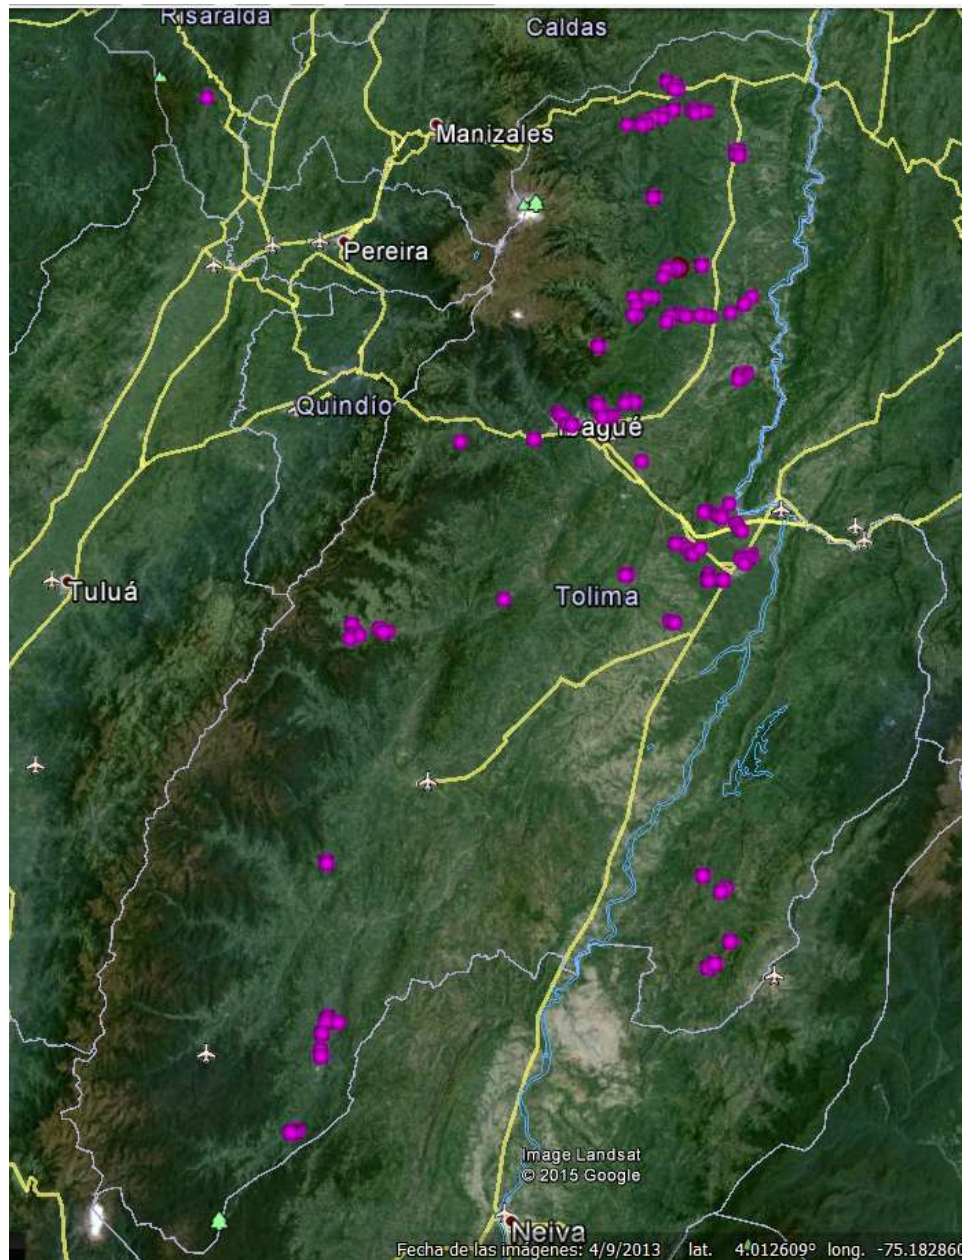 Risaralda
Caldas
Manizales
Pereira
Quindío
Ibagué
Tuluá
Tolima
Image Landsat
© 2015 Google
Neiva
Fecha de las imágenes: 4/9/2013 lat. 4.012609° long. -75.182860